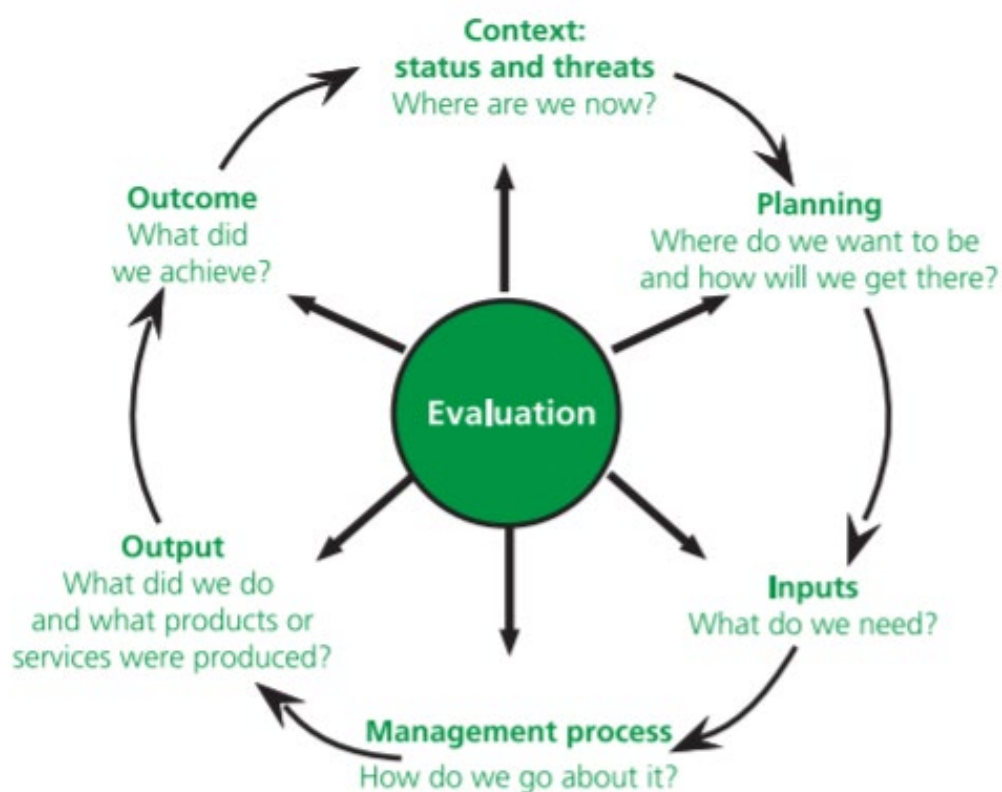 Context:
status and threats
Where are we now?
Planning
Where do we want to be
and how will we get there?
Inputs
What do we need?
Management process
How do we go about it?
Output
What did we do
and what products or
services were produced?
Outcome
What did
we achieve?
Evaluation